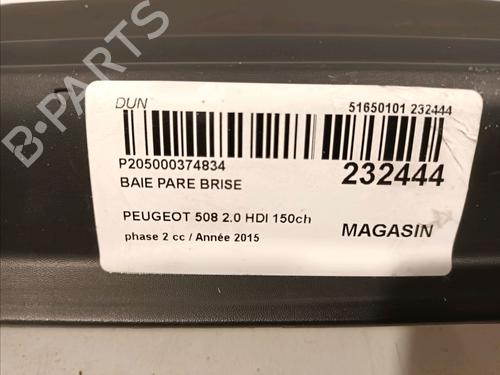 DUN
51650101 232444
P205000374834
232444
BAIE PARE BRISE
PEUGEOT 508 2.0 HDI 150ch
MAGASIN
phase 2 cc / Année 2015
B-PARTS